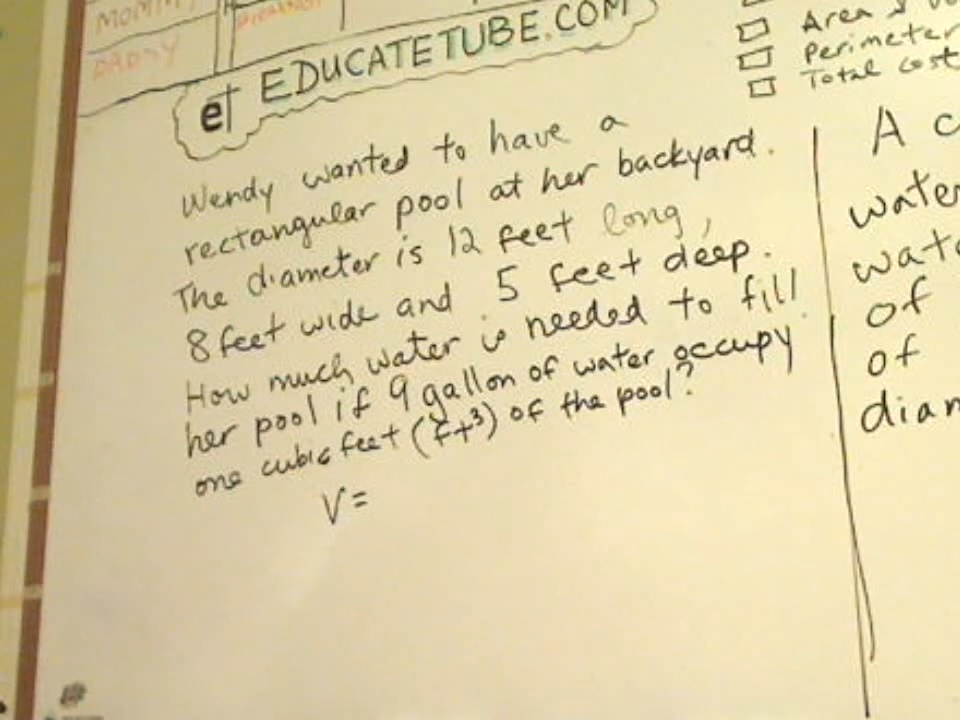 MOMMY
DADDY
et EDUCATETUBE.COM
Area &
Perimeter
Total cost
Wendy wanted to have a
rectangular pool at her backyard.
The diameter is 12 feet long,
8 feet wide and 5 feet deep.
How much water is needed to fill
her pool if 9 gallon of water occupy
one cubic feet (ft³) of the pool?
V=
A c
water
wate
of
of
diam